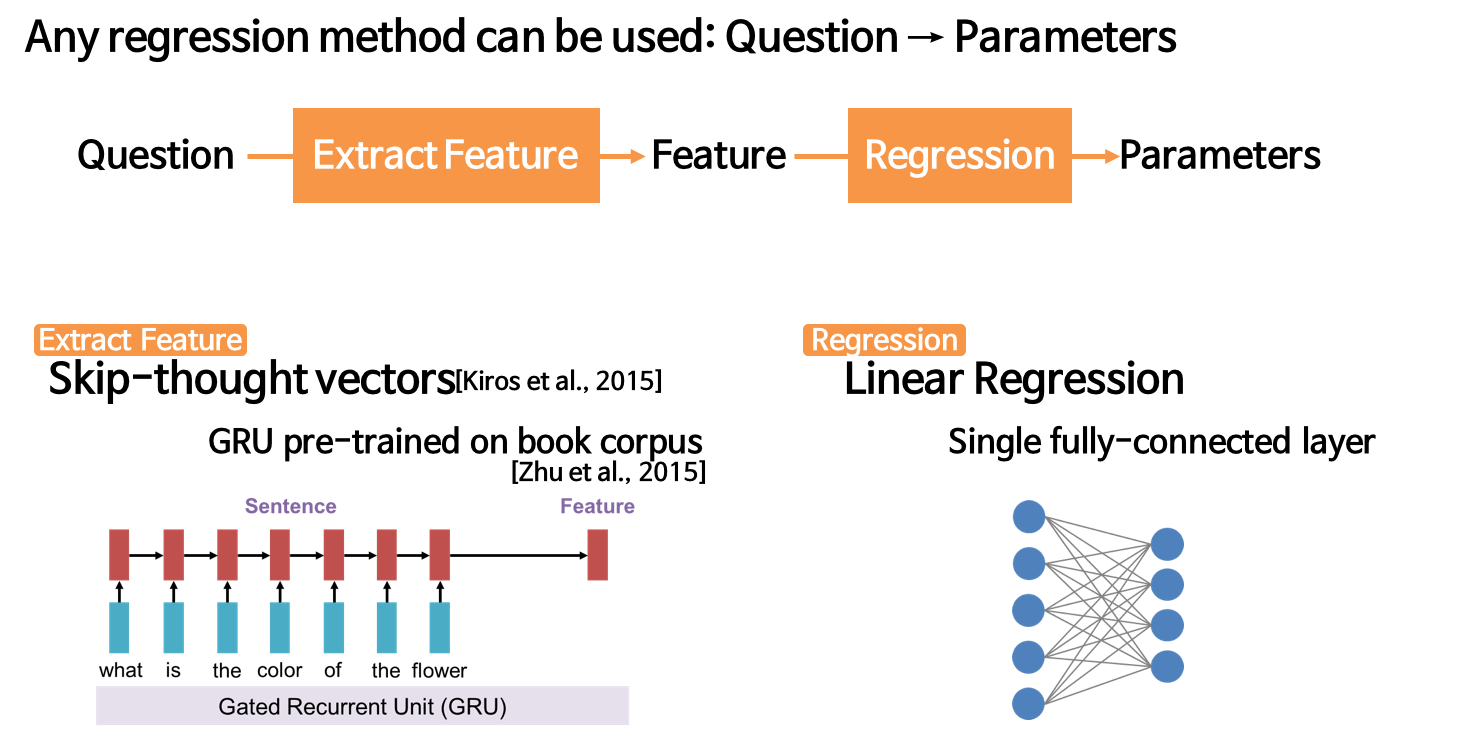 Any regression method can be used: Question → Parameters
Question Extract Feature Feature Regression Parameters
Extract Feature
Skip-thought vectors[Kiros et al., 2015]
GRU pre-trained on book corpus
[Zhu et al., 2015]
Sentence Feature
what is the color of the flower
Gated Recurrent Unit (GRU)
Regression
Linear Regression
Single fully-connected layer